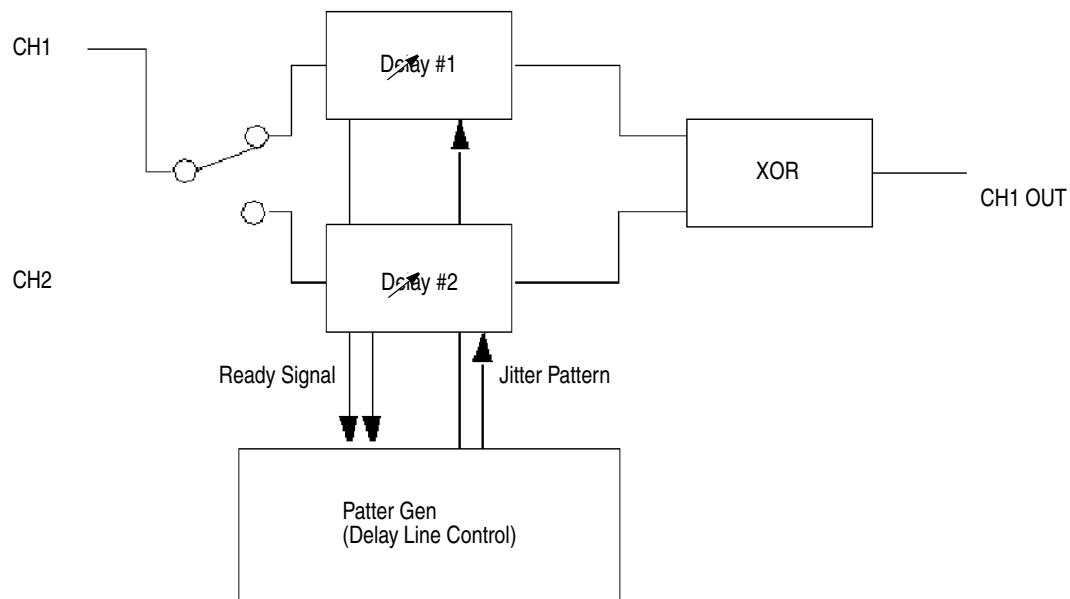 CH1
Delay #1
XOR
CH1 OUT
CH2
Delay #2
Ready Signal
Jitter Pattern
Patter Gen
(Delay Line Control)